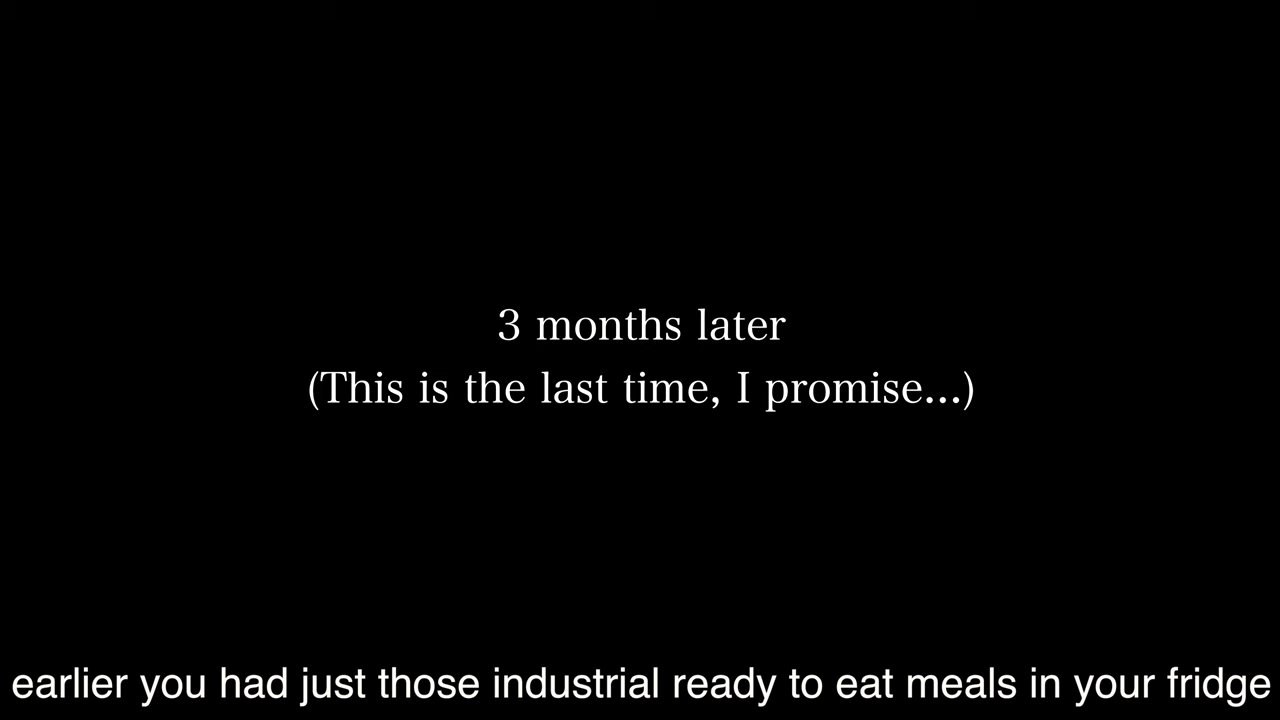 3 months later
(This is the last time, I promise...)
earlier you had just those industrial ready to eat meals in your fridge